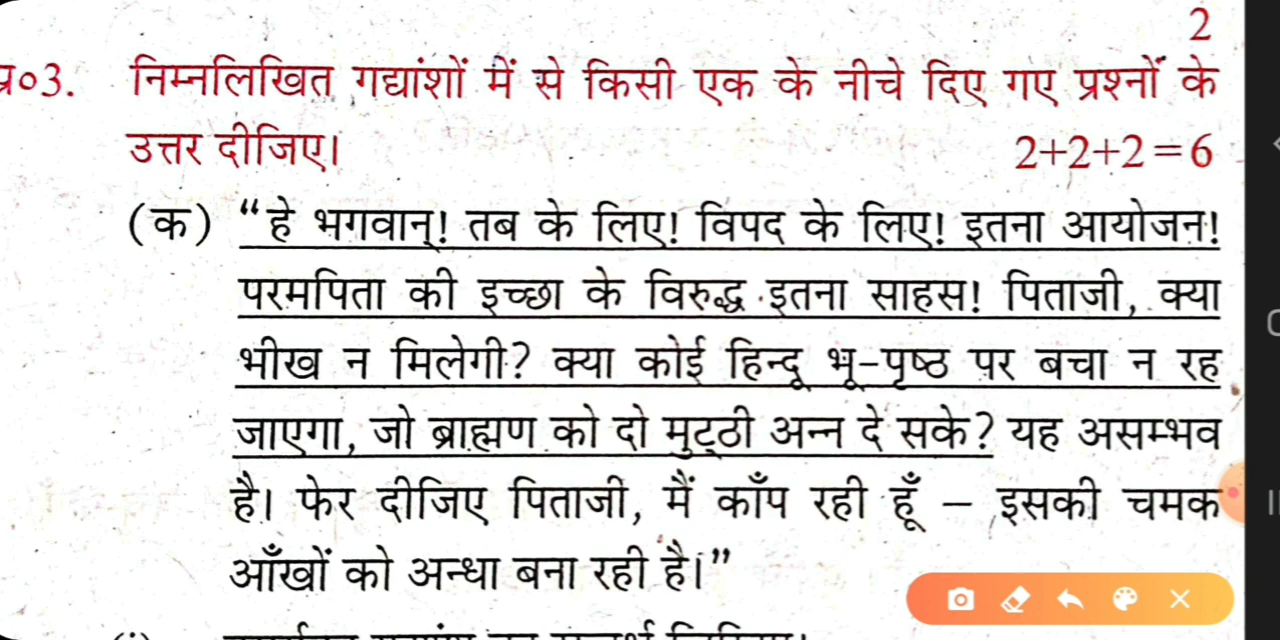 2
प्र०3. निम्नलिखित गद्यांशों में से किसी एक के नीचे दिए गए प्रश्नों के
उत्तर दीजिए। 2+2+2=6
(क) “हे भगवान्! तब के लिए! विपद के लिए! इतना आयोजन!
परमपिता की इच्छा के विरुद्ध इतना साहस! पिताजी, क्या
भीख न मिलेगी? क्या कोई हिन्दू भू-पृष्ठ पर बचा न रह
जाएगा, जो ब्राह्मण को दो मुट्ठी अन्न दे सके? यह असम्भव
है। फेर दीजिए पिताजी, मैं काँप रही हूँ – इसकी चमक
आँखों को अन्धा बना रही है।”